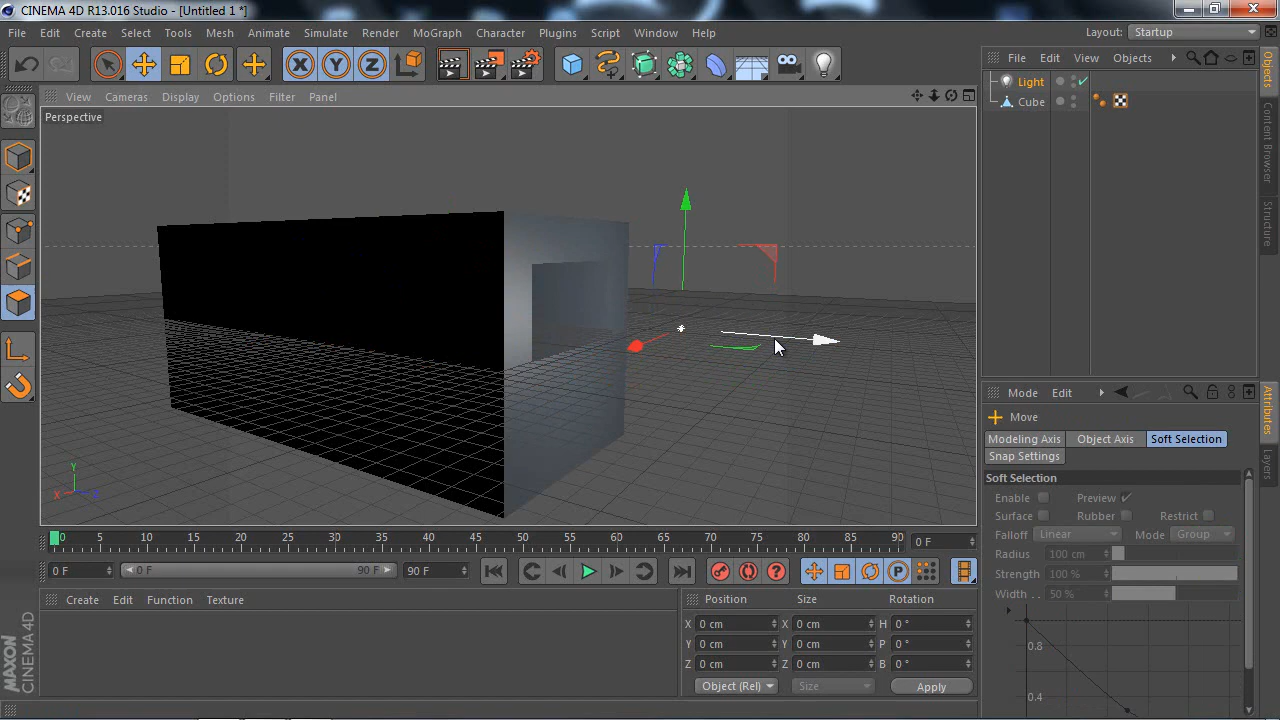 CINEMA 4D R13.016 Studio - [Untitled 1 *]
File Edit Create Select Tools Mesh Animate Simulate Render MoGraph Character Plugins Script Window Help Layout: Startup
X Y Z
File Edit View Objects
Light
Cube
View Cameras Display Options Filter Panel
Perspective
Y
X Z
Objects
Content Browser
Structure
Attributes
Layers
Mode Edit
Move
Modeling Axis Object Axis Soft Selection
Snap Settings
Soft Selection
Enable Preview
Surface Rubber Restrict
Falloff Linear Mode Group
Radius 100 cm
Strength 100 %
Width . . 50 %
0.8
0.4
0 5 10 15 20 25 30 35 40 45 50 55 60 65 70 75 80 85 90 0 F
0 F 0 F 90 F 90 F
P
Create Edit Function Texture
Position Size Rotation
X 0 cm X 0 cm H 0 °
Y 0 cm Y 0 cm P 0 °
Z 0 cm Z 0 cm B 0 °
Object (Rel) Size Apply
MAXON
CINEMA 4D